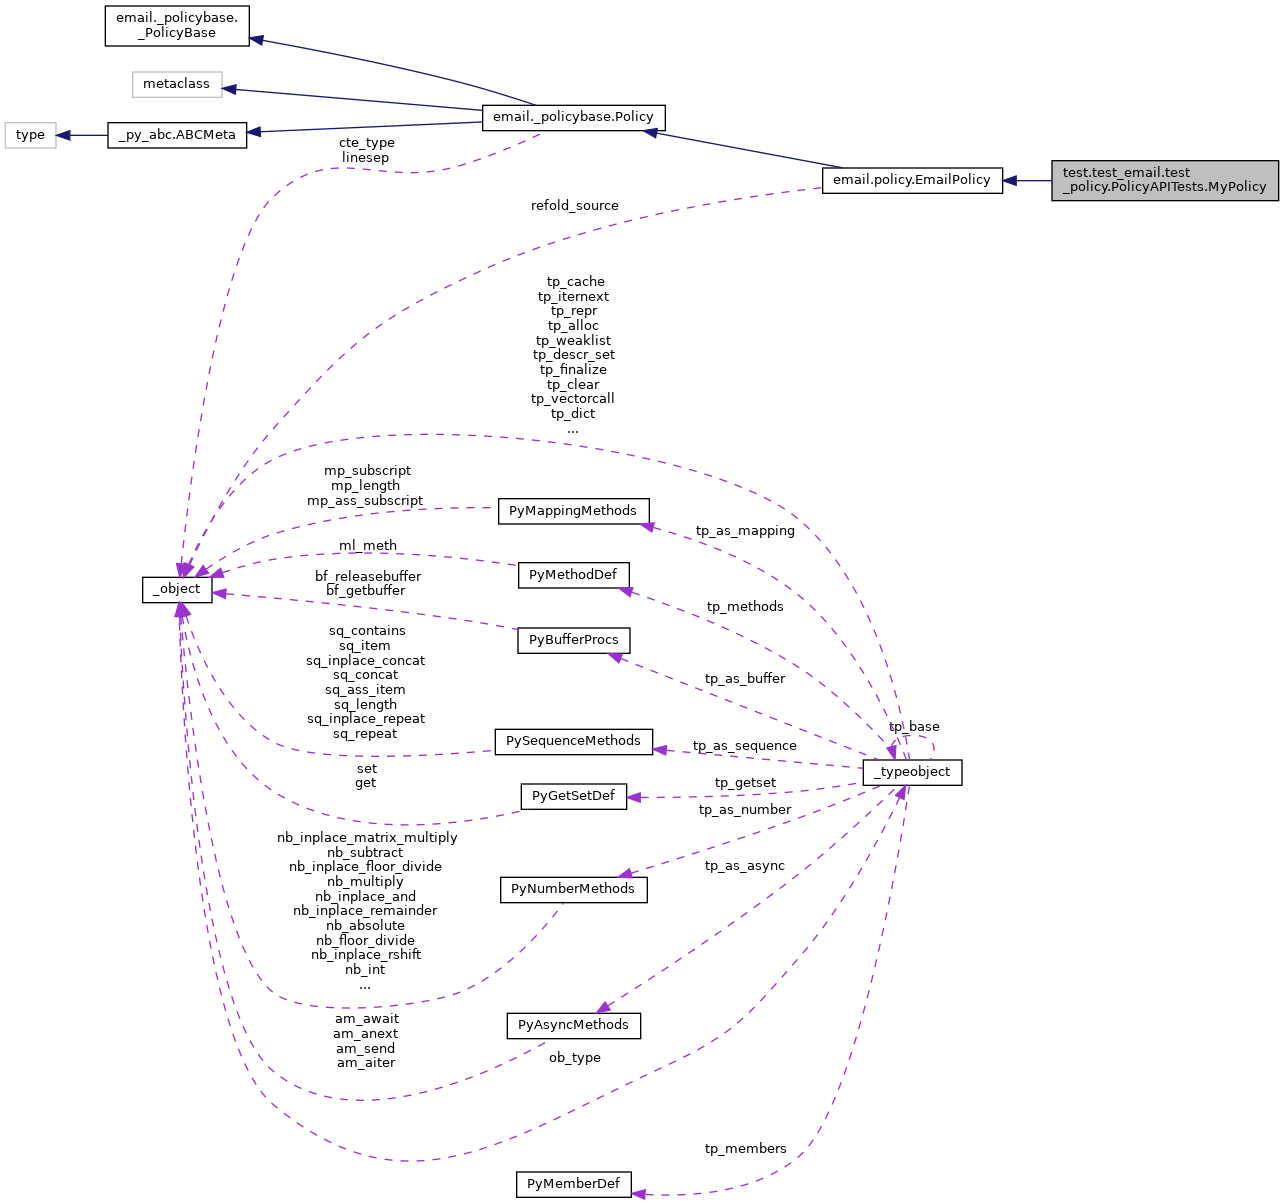 email._policybase.
_PolicyBase
metaclass
email._policybase.Policy
type
_py_abc.ABCMeta
cte_type
linesep
test.test_email.test
_policy.PolicyAPITests.MyPolicy
email.policy.EmailPolicy
refold_source
tp_cache
tp_iternext
tp_repr
tp_alloc
tp_weaklist
tp_descr_set
tp_finalize
tp_clear
tp_vectorcall
tp_dict
...
mp_subscript
mp_length
mp_ass_subscript
PyMappingMethods
tp_as_mapping
ml_meth
PyMethodDef
_object
bf_releasebuffer
bf_getbuffer
tp_methods
PyBufferProcs
sq_contains
sq_item
sq_inplace_concat
sq_concat
sq_ass_item
sq_length
sq_inplace_repeat
sq_repeat
tp_as_buffer
tp_base
PySequenceMethods
tp_as_sequence
_typeobject
set
get
tp_getset
PyGetSetDef
tp_as_number
nb_inplace_matrix_multiply
nb_subtract
nb_inplace_floor_divide
nb_multiply
nb_inplace_and
nb_inplace_remainder
nb_absolute
nb_floor_divide
nb_inplace_rshift
nb_int
...
tp_as_async
PyNumberMethods
am_await
am_anext
am_send
am_aiter
PyAsyncMethods
ob_type
tp_members
PyMemberDef